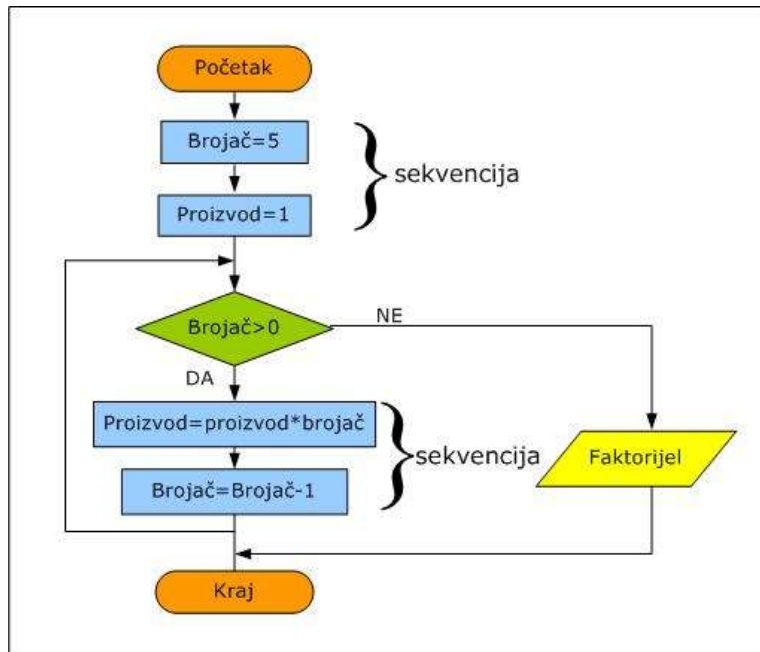 Početak
Brojač=5
Proizvod=1
sekvencija
Brojač>0
NE
DA
Proizvod=proizvod*brojač
Brojač=Brojač-1
sekvencija
Faktorijel
Kraj